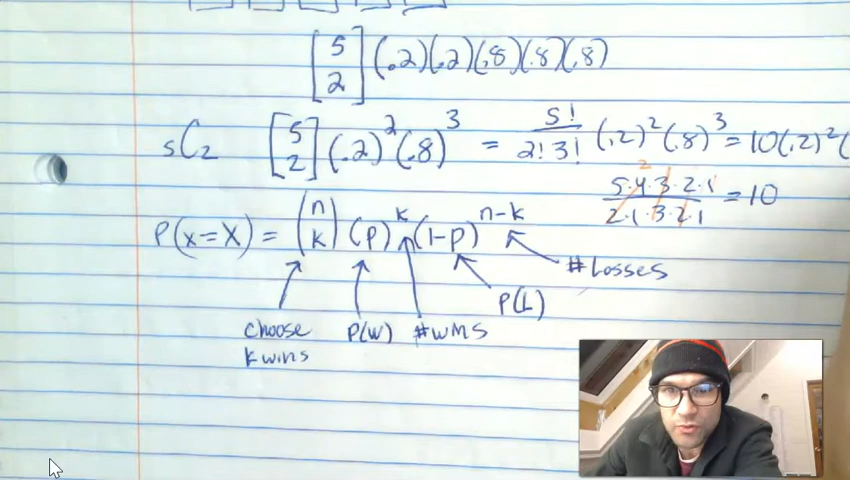 [5 2] (.2)(.2)(.8)(.8)(.8)
5C2 [5 2] (.2)^2 (.8)^3 = 5!/2!3! (.2)^2 (.8)^3 = 10(.2)^2(
5·4·3·2·1/2·1·3·2·1 = 10
2
P(x=X) = (n k) (p)^k (1-p)^n-k
#Losses
P(L)
choose P(W) #wins
k wins